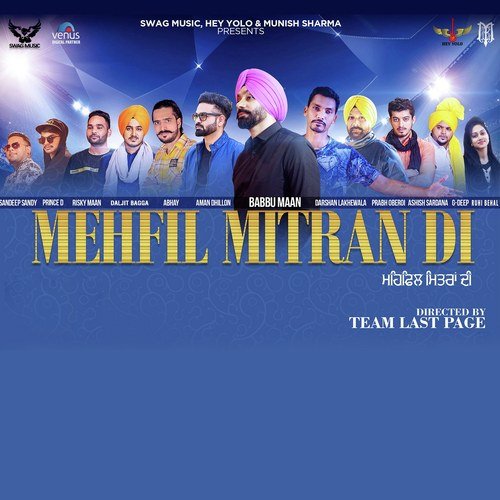 SWAG MUSIC, HEY YOLO & MUNISH SHARMA
PRESENTS
SWAG MUSIC
venus
DIGITAL PARTNER
HEY YOLO
SANDEEP SANDY PRINCE D RISKY MAAN DALJIT BAGGA ABHAY AMAN DHILLON BABBU MAAN DARSHAN LAKHEWALA PRABH OBEROI ASHISH SARDANA G-DEEP RUHI BEHAL
MEHFIL MITRAN DI
ਮਹਿਫਿਲ ਮਿਤਰਾਂ ਦੀ
DIRECTED BY
TEAM LAST PAGE